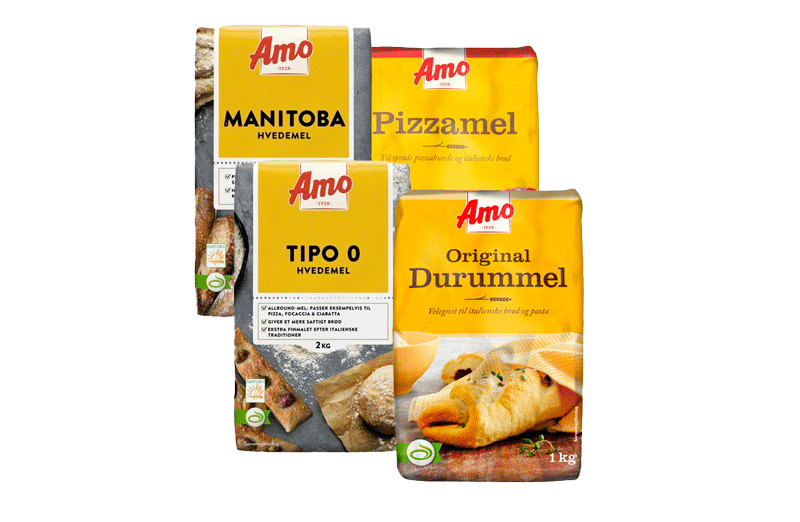 Amo
·1928·
MANITOBA
HVEDEMEL
Amo
1928
Pizzamel
Til sprøde pizzabunde og italienske brød
Amo
·1928·
TIPO 0
HVEDEMEL
ALLROUND-MEL: PASSER EKSEMPELVIS TIL
PIZZA, FOCACCIA & CIABATTA
GIVER ET MERE SAFTIGT BRØD
EKSTRA FINMALET EFTER ITALIENSKE
TRADITIONER
2 KG
Amo
·1928·
Original
Durummel
Velegnet til italienske brød og pasta
1 kg